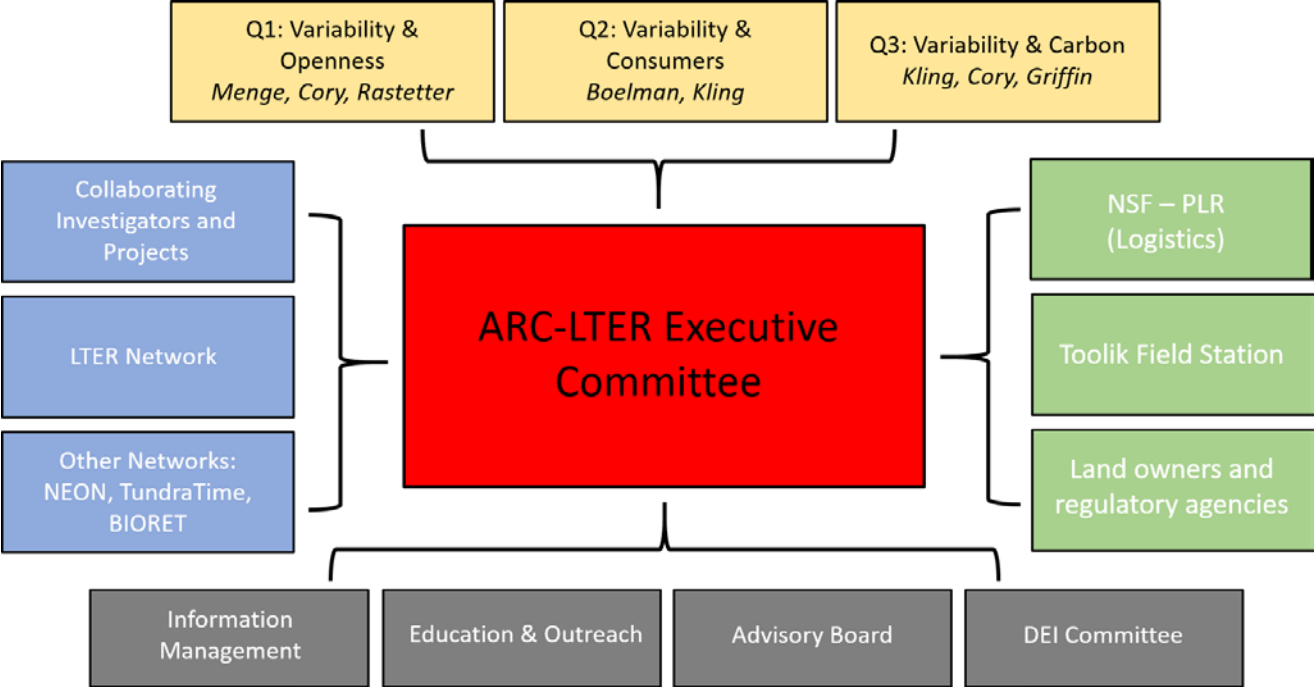 Q1: Variability &
Openness
Menge, Cory, Rastetter
Q2: Variability &
Consumers
Boelman, Kling
Q3: Variability & Carbon
Kling, Cory, Griffin
Collaborating
Investigators and
Projects
LTER Network
Other Networks:
NEON, TundraTime,
BIORET
ARC-LTER Executive
Committee
NSF – PLR
(Logistics)
Toolik Field Station
Land owners and
regulatory agencies
Information
Management
Education & Outreach
Advisory Board
DEI Committee